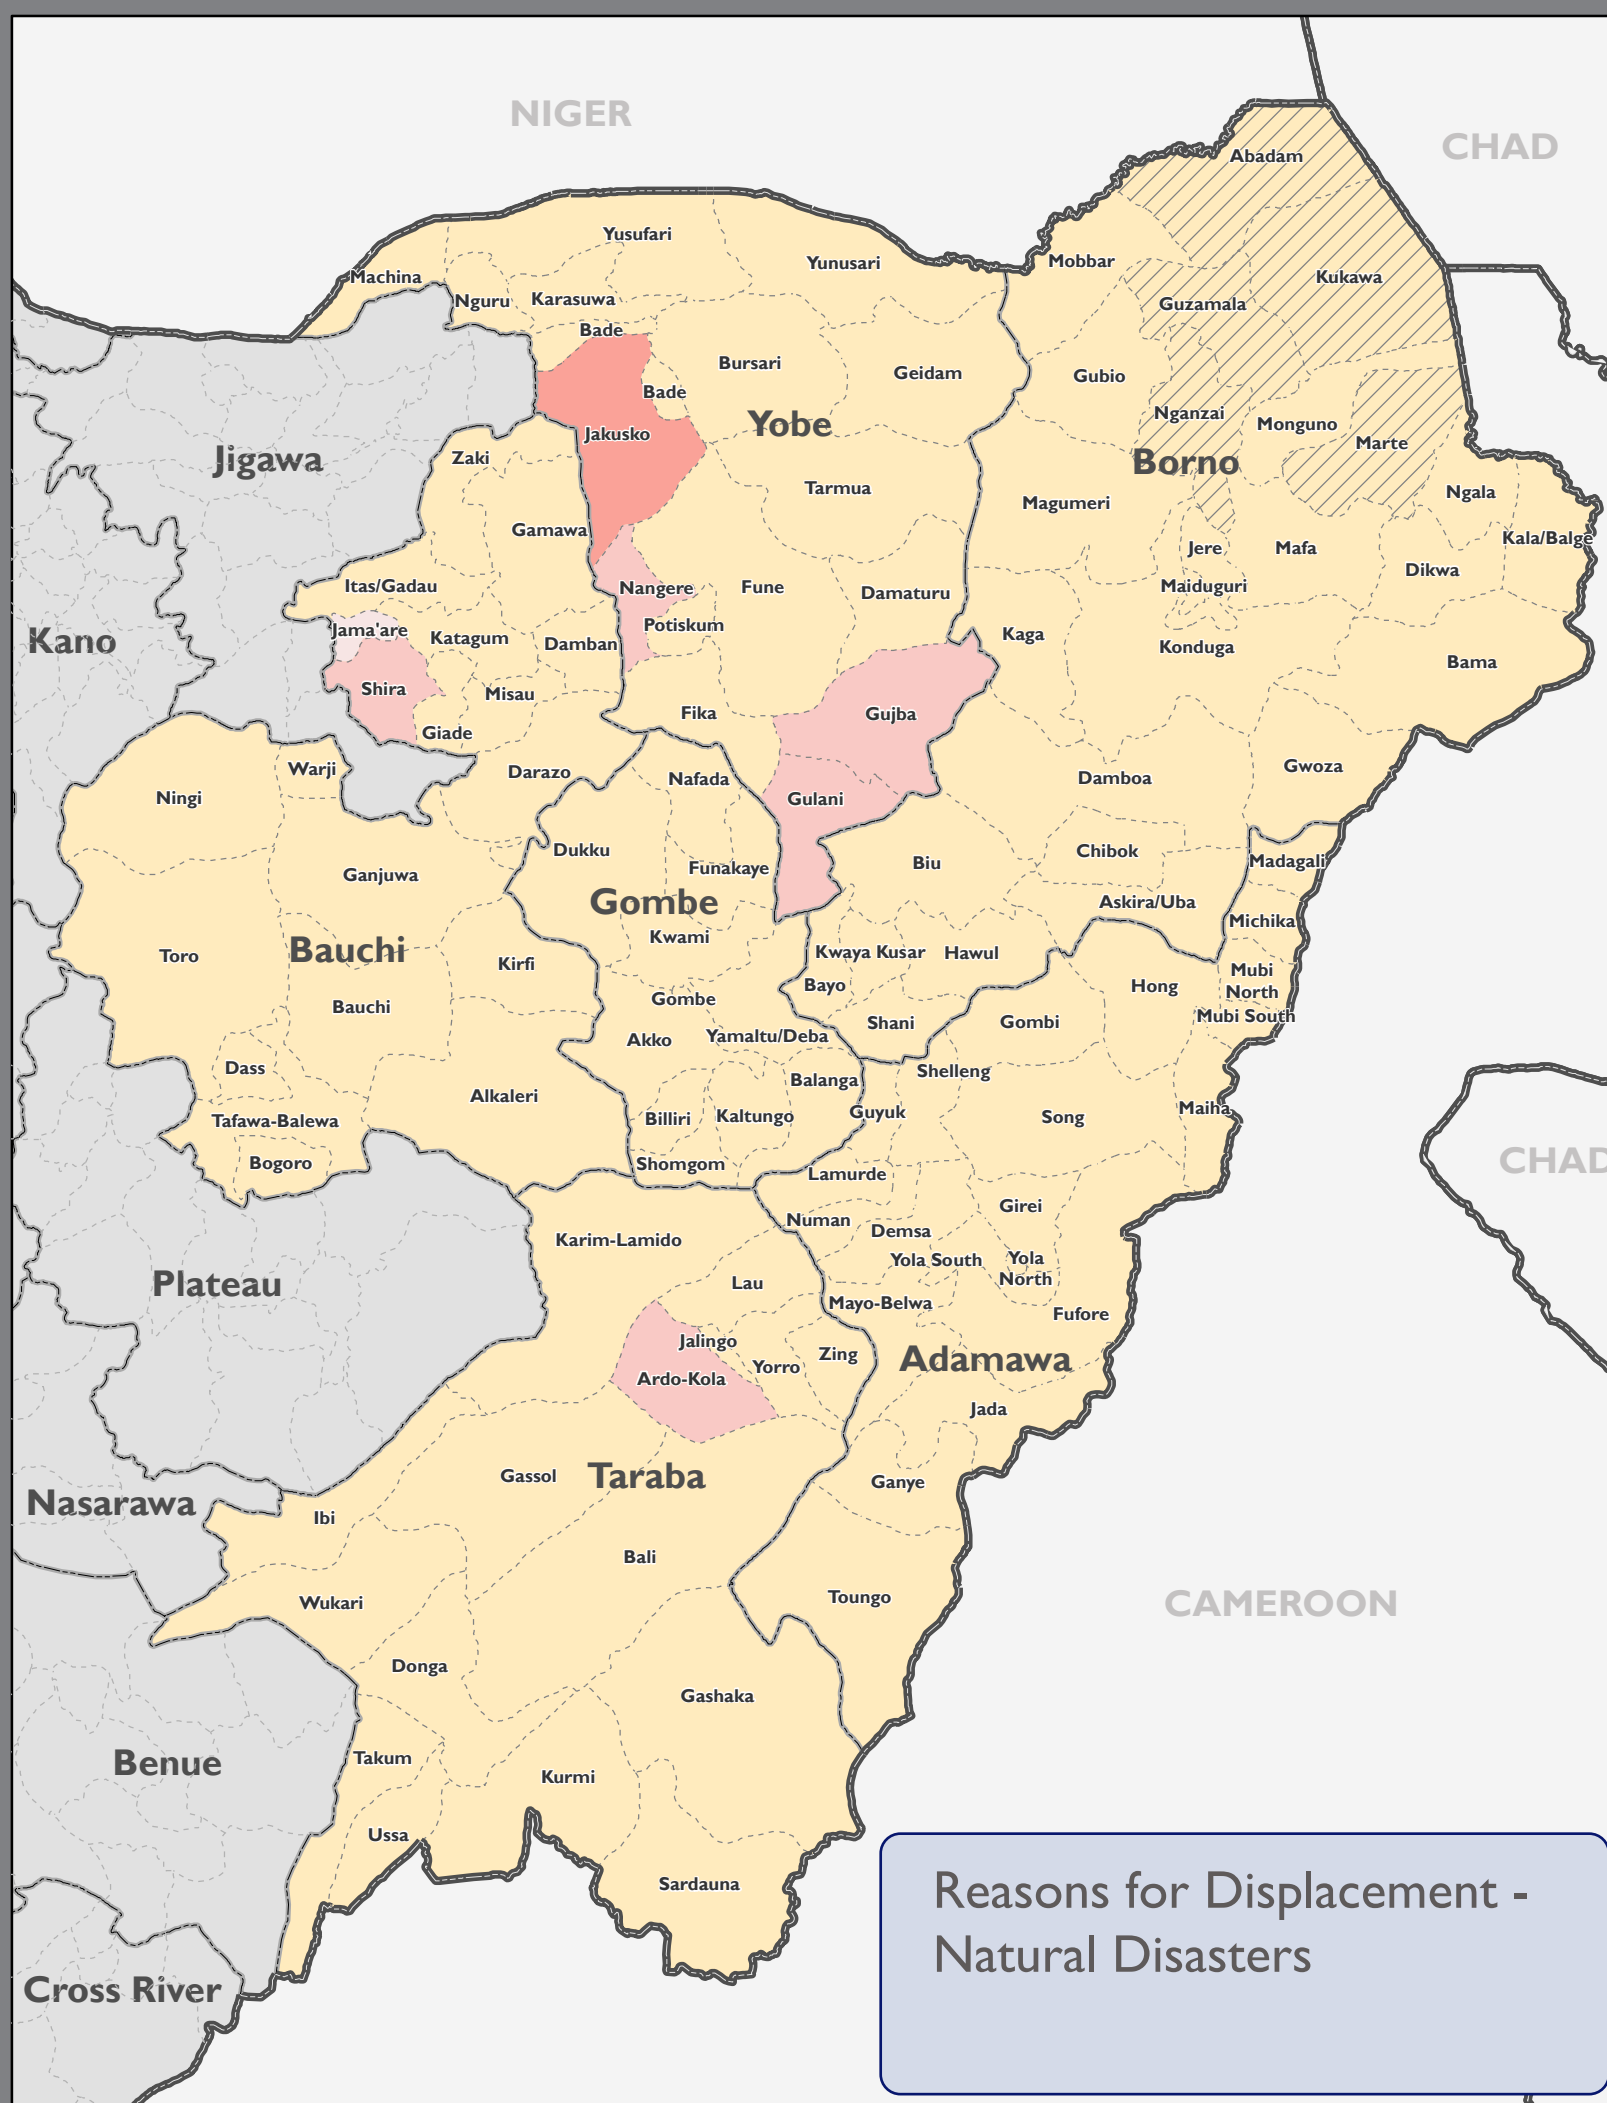 NIGER
CHAD
Abadam
Yusufari
Yunusari
Mobbar
Machina
Kukawa
Nguru
Karasuwa
Guzamala
Bade
Bursari
Geidam
Gubio
Bade
Yobe
Nganzai
Monguno
Marte
Jakusko
Jigawa
Zaki
Borno
Tarmua
Magumeri
Ngala
Gamawa
Kala/Balge
Jere
Mafa
Dikwa
Itas/Gadau
Nangere
Fune
Damaturu
Maiduguri
Kano
Jama'are
Katagum
Damban
Potiskum
Kaga
Konduga
Bama
Shira
Misau
Fika
Gujba
Giade
Warji
Darazo
Nafada
Damboa
Gwoza
Ningi
Gulani
Dukku
Biu
Chibok
Madagali
Ganjuwa
Funakaye
Gombe
Askira/Uba
Michika
Kwami
Toro
Bauchi
Kirfi
Kwaya Kusar
Hawul
Mubi
North
Bayo
Hong
Bauchi
Gombe
Mubi South
Shani
Gombi
Akko
Yamaltu/Deba
Dass
Shelleng
Balanga
Alkaleri
Guyuk
Maiha
Tafawa-Balewa
Billiri
Kaltungo
Song
Bogoro
Shomgom
CHAD
Lamurde
Girei
Numan
Demsa
Karim-Lamido
Yola South
Yola
North
Plateau
Lau
Mayo-Belwa
Fufore
Jalingo
Zing
Adamawa
Yorro
Ardo-Kola
Jada
Gassol
Taraba
Ganye
Nasarawa
Ibi
Bali
Toungo
CAMEROON
Wukari
Donga
Gashaka
Benue
Takum
Kurmi
Ussa
Sardauna
Cross River
Reasons for Displacement -
Natural Disasters